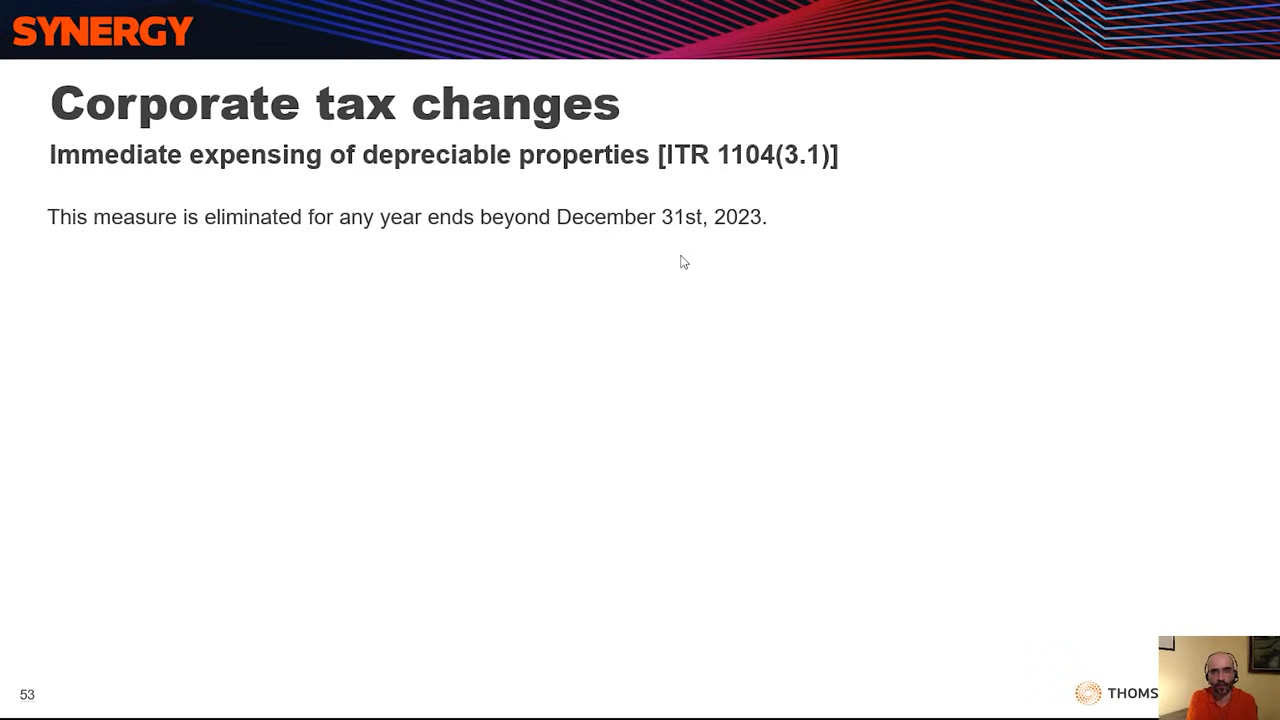 SYNERGY
Corporate tax changes
Immediate expensing of depreciable properties [ITR 1104(3.1)]
This measure is eliminated for any year ends beyond December 31st, 2023.
53
THOMS